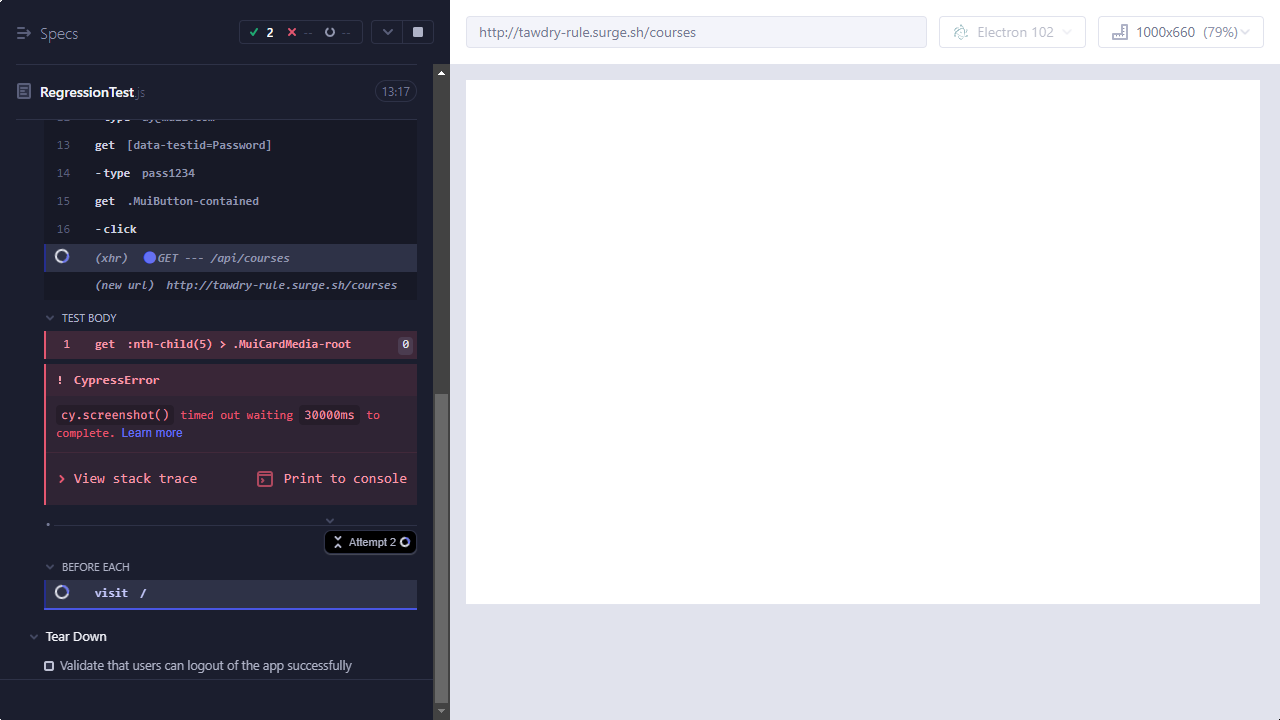 Specs
2 -- --
http://tawdry-rule.surge.sh/courses
Electron 102
1000x660 (79%)
RegressionTest.js
13:17
13 get [data-testid=Password]
14 -type pass1234
15 get .MuiButton-contained
16 -click
(xhr) GET --- /api/courses
(new url) http://tawdry-rule.surge.sh/courses
TEST BODY
1 get :nth-child(5) > .MuiCardMedia-root 0
! CypressError
cy.screenshot() timed out waiting 30000ms to
complete. Learn more
View stack trace
Print to console
Attempt 2
BEFORE EACH
visit /
Tear Down
Validate that users can logout of the app successfully